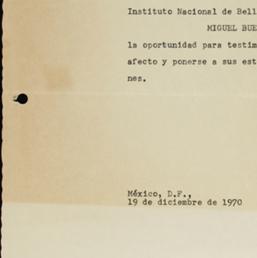 Instituto Nacional de Bell
MIGUEL BUE
la oportunidad para testim
afecto y ponerse a sus est
nes.
México, D.F.,
19 de diciembre de 1970